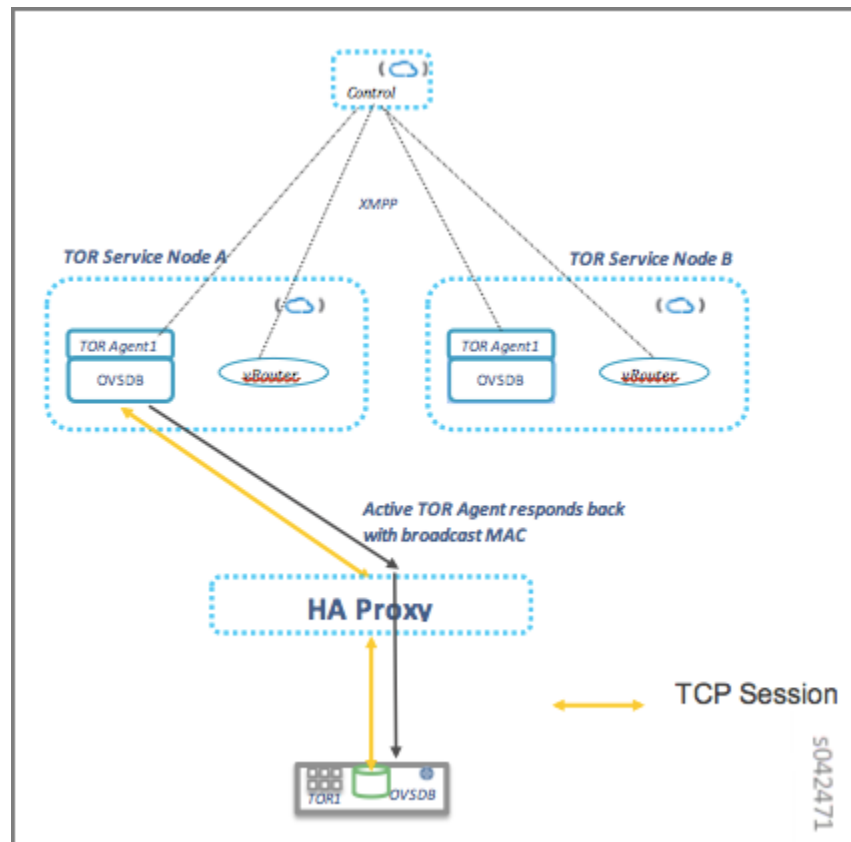 Control
XMPP
TOR Service Node A
TOR Service Node B
TOR Agent1
OVSDB
vRouter
TOR Agent1
OVSDB
vRouter
Active TOR Agent responds back
with broadcast MAC
HA Proxy
TCP Session
TOR1
OVSDB
s042471